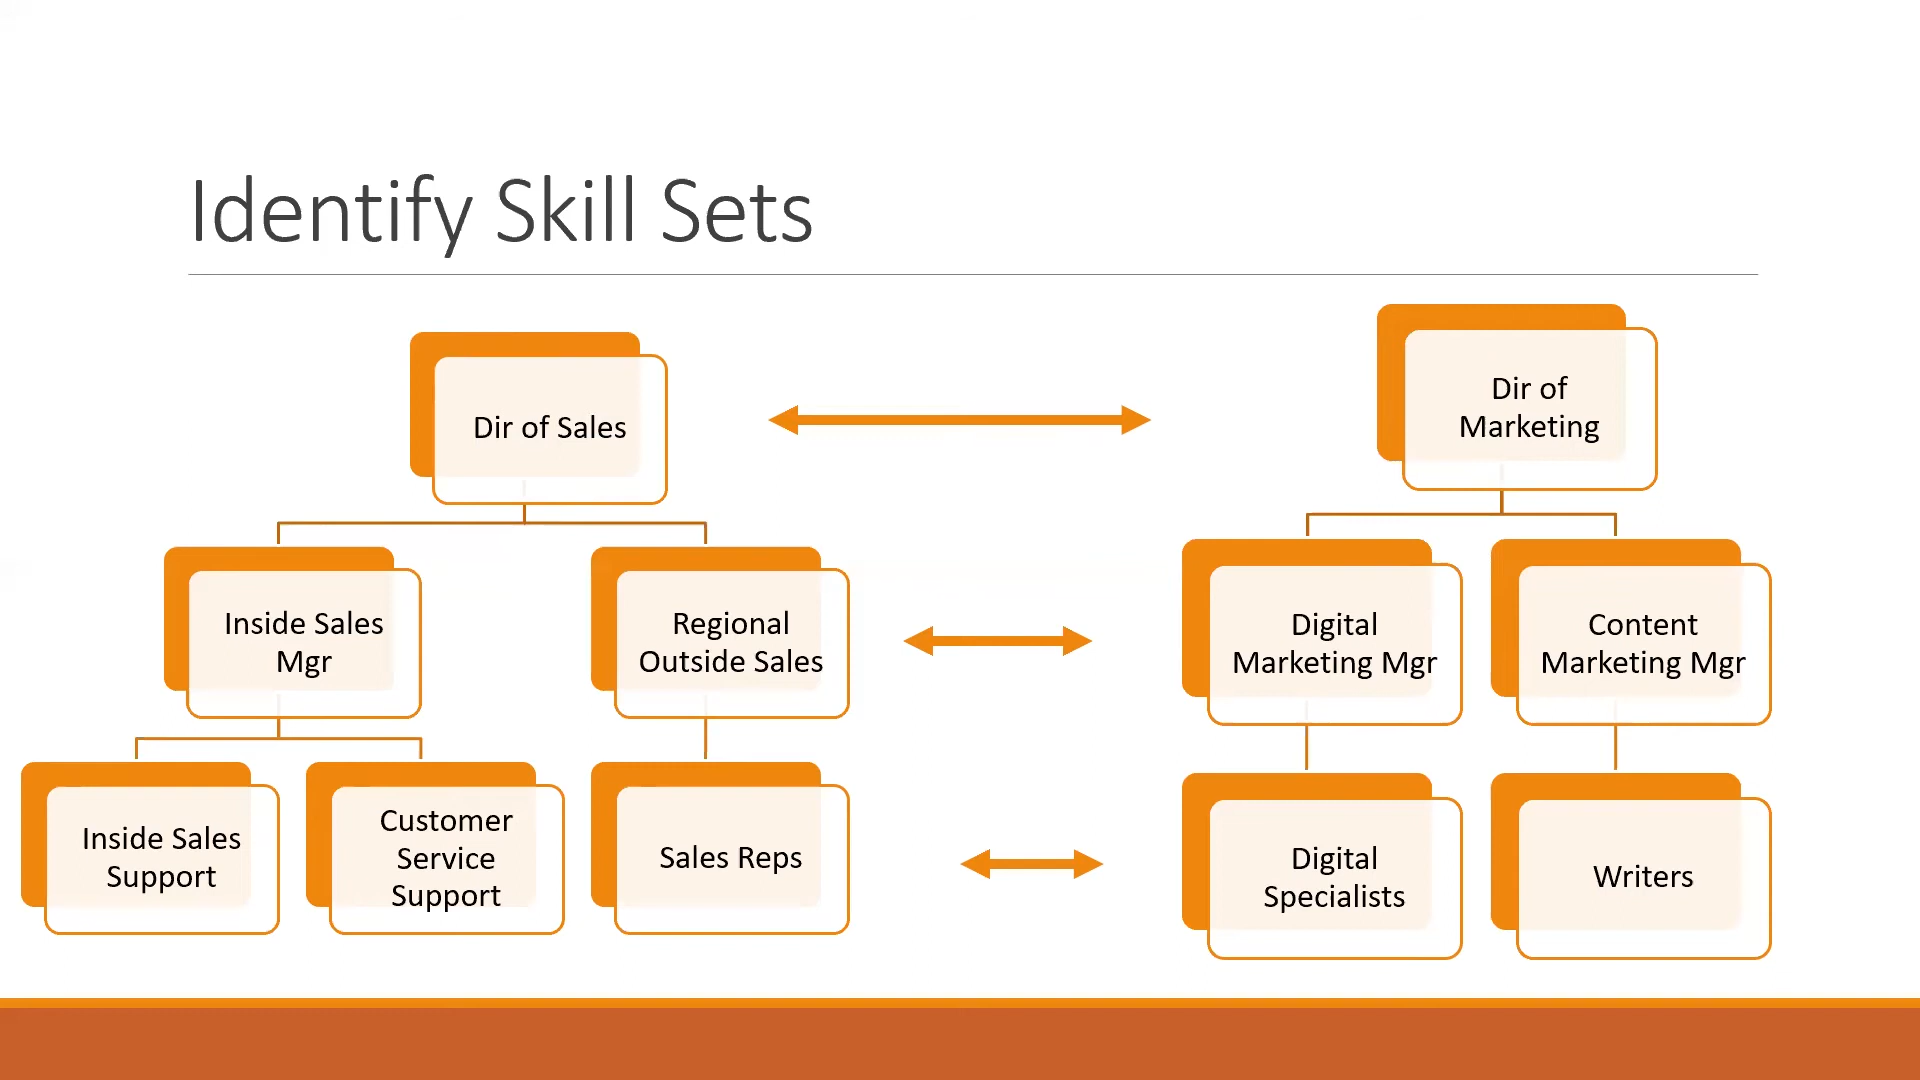 Identify Skill Sets
Dir of Sales
Dir of
Marketing
Inside Sales
Mgr
Regional
Outside Sales
Digital
Marketing Mgr
Content
Marketing Mgr
Inside Sales
Support
Customer
Service
Support
Sales Reps
Digital
Specialists
Writers